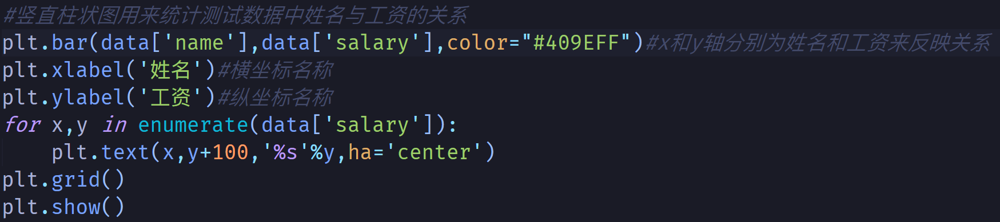 #竖直柱状图用来统计测试数据中姓名与工资的关系
plt.bar(data['name'],data['salary'],color="#409EFF")#x和y轴分别为姓名和工资来反映关系
plt.xlabel('姓名')#横坐标名称
plt.ylabel('工资')#纵坐标名称
for x,y in enumerate(data['salary']):
    plt.text(x,y+100,'%s'%y,ha='center')
plt.grid()
plt.show()